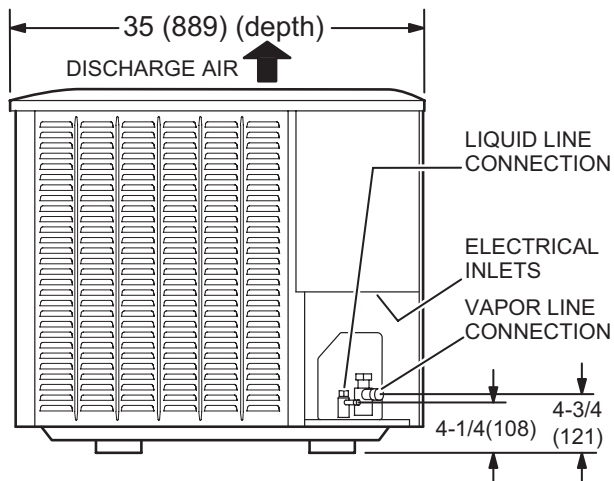 35 (889) (depth)
DISCHARGE AIR
LIQUID LINE
CONNECTION
ELECTRICAL
INLETS
VAPOR LINE
CONNECTION
4-1/4(108)
4-3/4
(121)